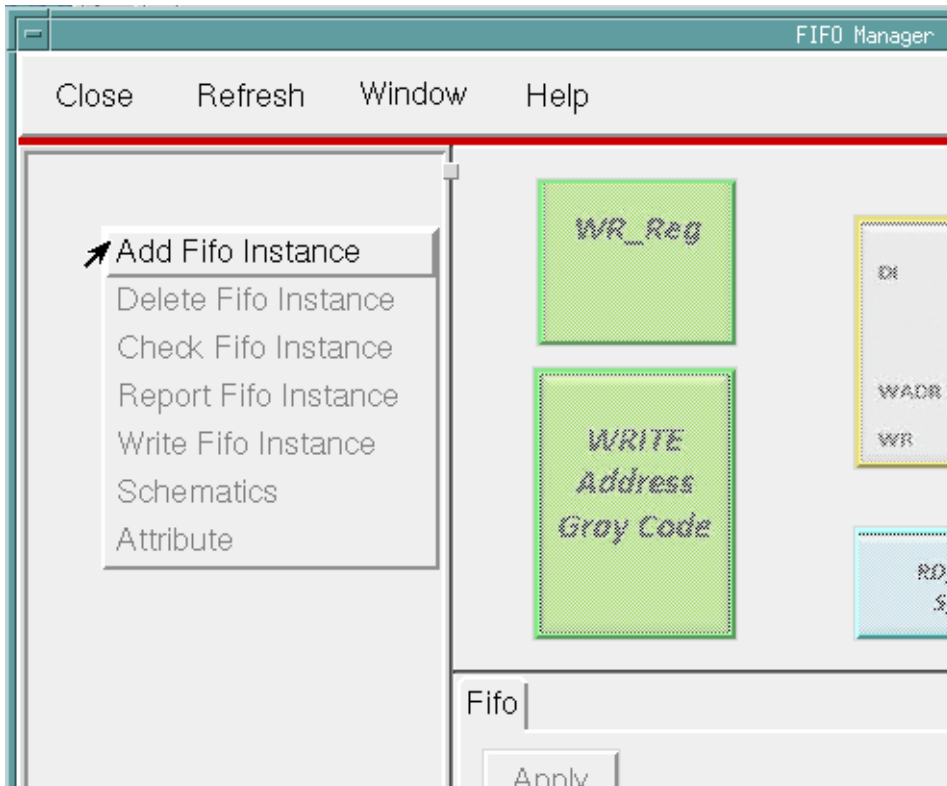 FIFO Manager
Close Refresh Window Help
Add Fifo Instance
Delete Fifo Instance
Check Fifo Instance
Report Fifo Instance
Write Fifo Instance
Schematics
Attribute
WR_Reg
WRITE
Address
Gray Code
DI
WADR
WR
Fifo
Apply